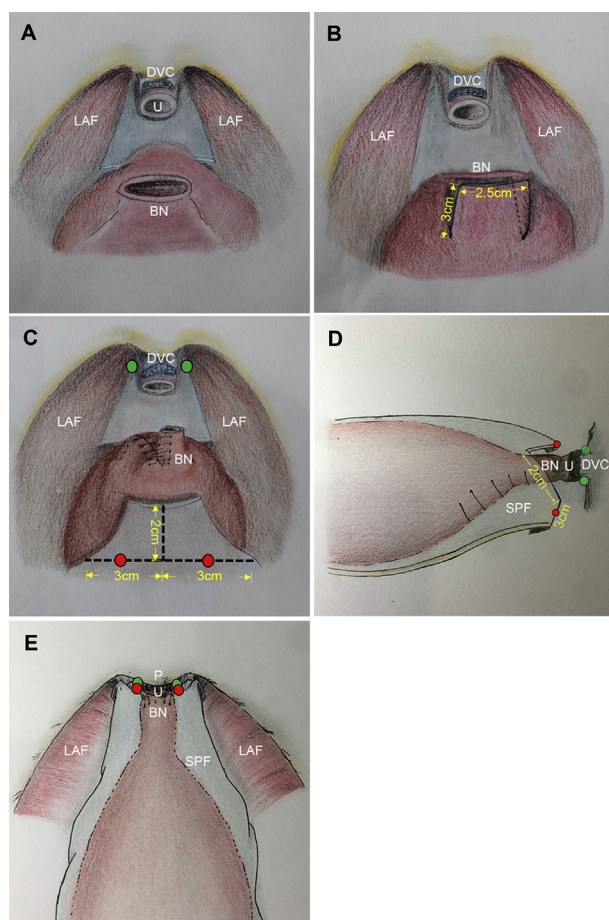 A
DVC
U
LAF
LAF
BN
B
DVC
LAF
LAF
BN
2.5cm
3cm
C
DVC
LAF
LAF
BN
2cm
3cm
3cm
D
BN
U
DVC
2cm
SPF
3cm
E
P
U
BN
LAF
LAF
SPF